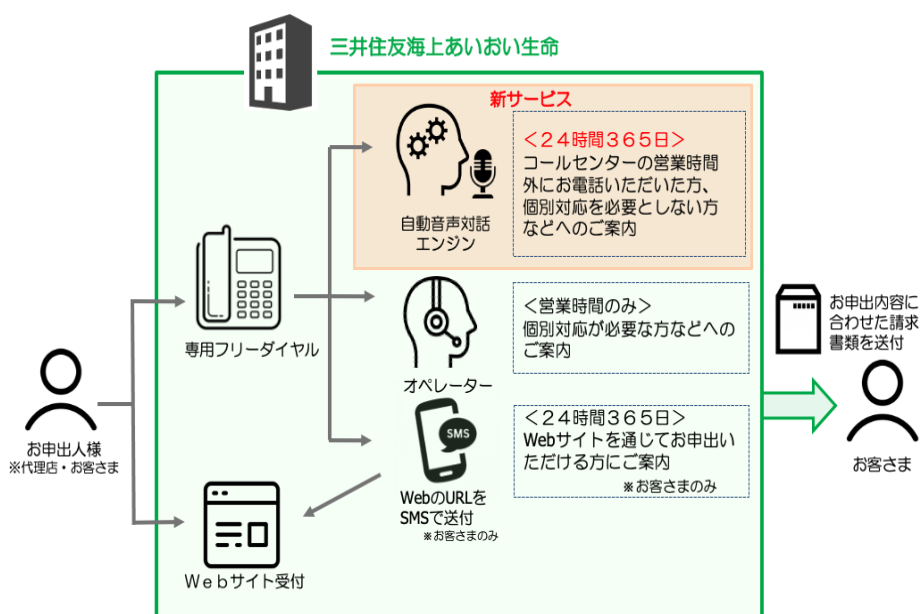 三井住友海上あいおい生命
新サービス
自動音声対話
エンジン
＜２４時間３６５日＞
コールセンターの営業時間
外にお電話いただいた方、
個別対応を必要としない方
などへのご案内
専用フリーダイヤル
オペレーター
＜営業時間のみ＞
個別対応が必要な方などへの
ご案内
お申出内容に
合わせた請求
書類を送付
お申出人様
※代理店・お客さま
SMS
WebのURLを
SMSで送付
※お客さまのみ
＜２４時間３６５日＞
Webサイトを通じてお申出い
ただける方にご案内
※お客さまのみ
お客さま
Ｗｅｂサイト受付